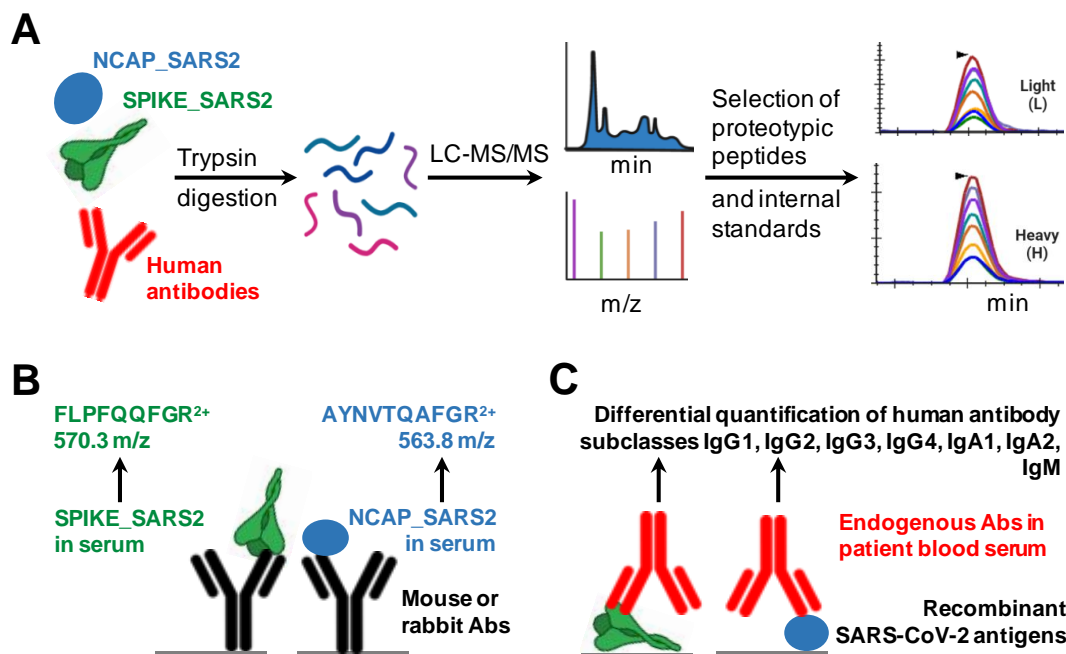 A
NCAP_SARS2
SPIKE_SARS2
Human
antibodies
Trypsin
digestion
LC-MS/MS
min
m/z
Selection of
proteotypic
peptides
and internal
standards
Light
(L)
Heavy
(H)
min
B
FLPFQQFGR²⁺
570.3 m/z
AYNVTQAFGR²⁺
563.8 m/z
SPIKE_SARS2
in serum
NCAP_SARS2
in serum
Mouse or
rabbit Abs
C
Differential quantification of human antibody
subclasses IgG1, IgG2, IgG3, IgG4, IgA1, IgA2,
IgM
Endogenous Abs in
patient blood serum
Recombinant
SARS-CoV-2 antigens